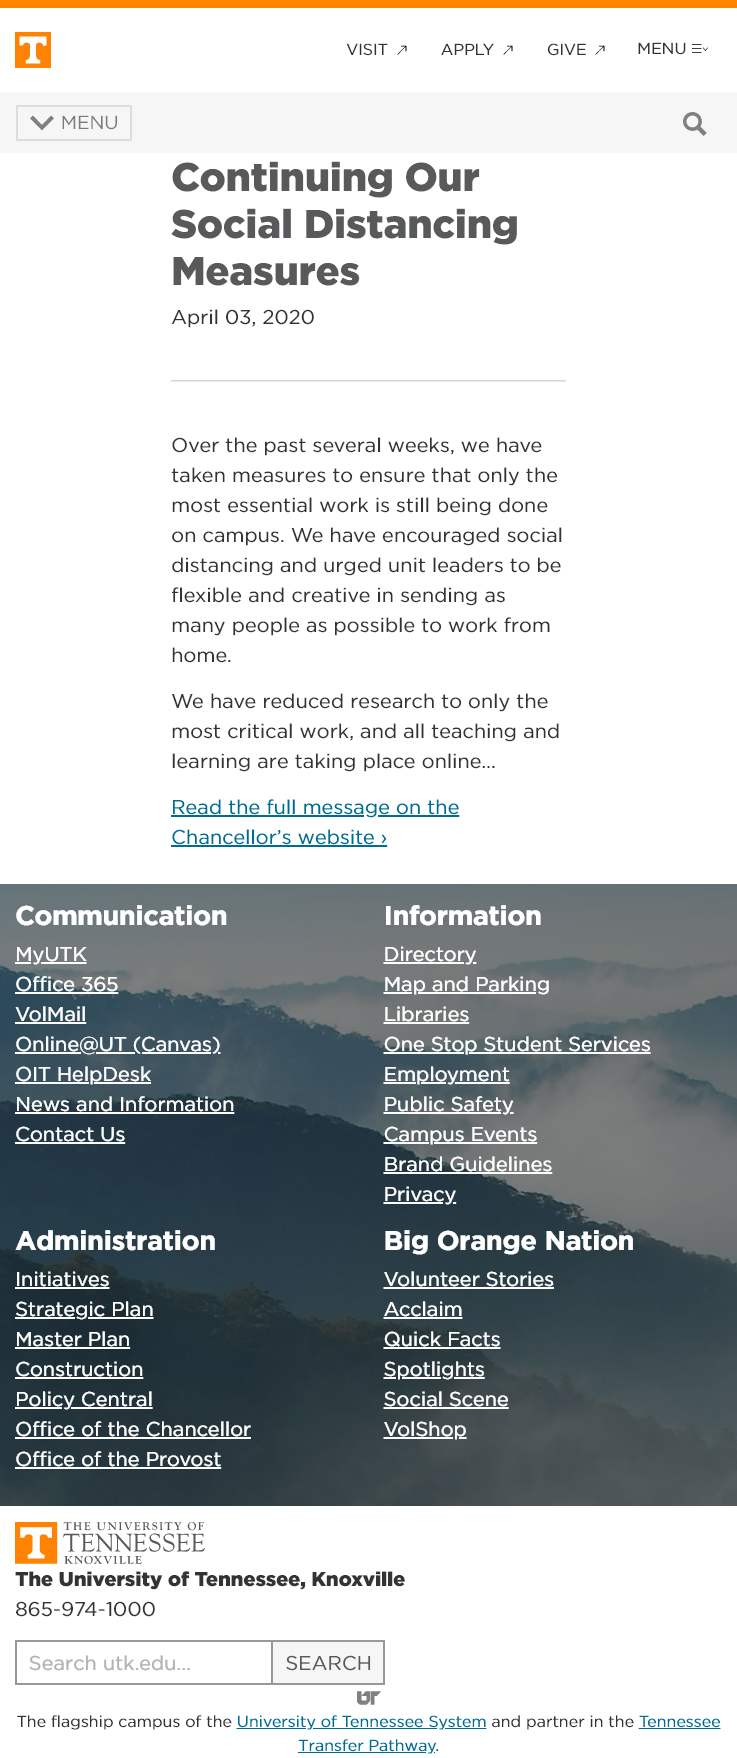 T
VISIT
APPLY
GIVE
MENU
MENU
Continuing Our
Social Distancing
Measures
April 03, 2020
Over the past several weeks, we have
taken measures to ensure that only the
most essential work is still being done
on campus. We have encouraged social
distancing and urged unit leaders to be
flexible and creative in sending as
many people as possible to work from
home.
We have reduced research to only the
most critical work, and all teaching and
learning are taking place online…
Read the full message on the
Chancellor’s website ›
Communication
MyUTK
Office 365
VolMail
Online@UT (Canvas)
OIT HelpDesk
News and Information
Contact Us
Information
Directory
Map and Parking
Libraries
One Stop Student Services
Employment
Public Safety
Campus Events
Brand Guidelines
Privacy
Administration
Initiatives
Strategic Plan
Master Plan
Construction
Policy Central
Office of the Chancellor
Office of the Provost
Big Orange Nation
Volunteer Stories
Acclaim
Quick Facts
Spotlights
Social Scene
VolShop
T
THE UNIVERSITY OF
TENNESSEE
KNOXVILLE
The University of Tennessee, Knoxville
865-974-1000
Search utk.edu...
SEARCH
UT
The flagship campus of the University of Tennessee System and partner in the Tennessee
Transfer Pathway.